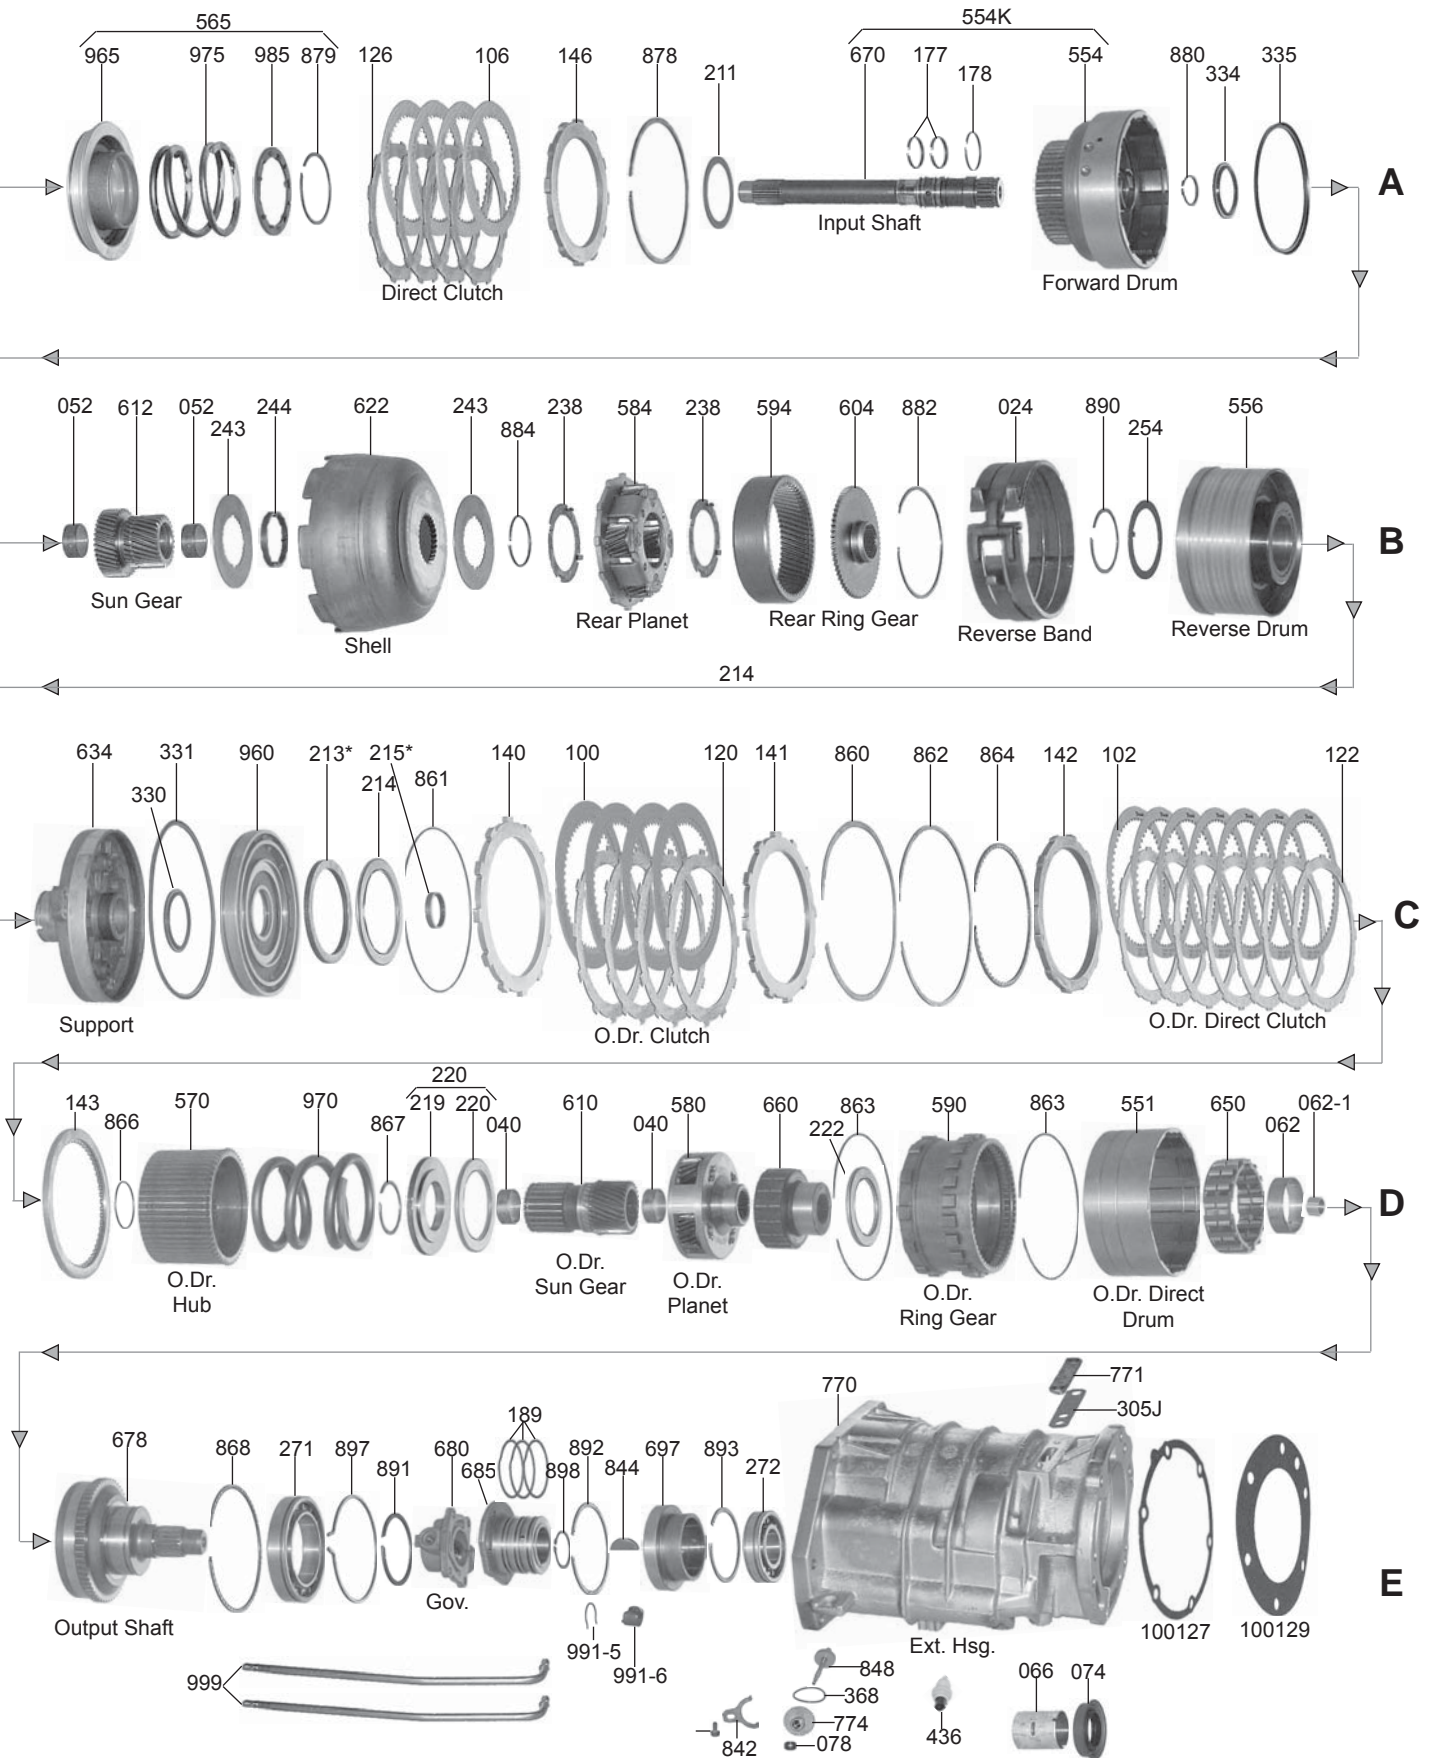 565
554K
965 975 985 879 126 106 146 878 670 177 554 880 335
211 178 334
A
Input Shaft
Direct Clutch
Forward Drum
052 612 052 244 622 243 238 584 238 594 604 882 024 890 556
243 884 254
B
Sun Gear
Rear Planet
Rear Ring Gear
Reverse Band
Reverse Drum
Shell
214
634 331 960 213* 215* 140 100 120 141 860 862 864 142 102 122
330 214 861
C
Support
O.Dr. Clutch
O.Dr. Direct Clutch
220
143 570 970 219 220 610 580 660 863 590 863 551 650 062-1
866 867 040 040 222 062
D
O.Dr.
Hub
O.Dr.
Sun Gear
O.Dr.
Planet
O.Dr.
Ring Gear
O.Dr. Direct
Drum
771
770
305J
189
678 868 271 897 680 892 697 893
891 685 898 844 272
E
Gov.
Output Shaft
Ext. Hsg.
100127
100129
991-5
991-6
999
848
368
774
078
842
436
066 074